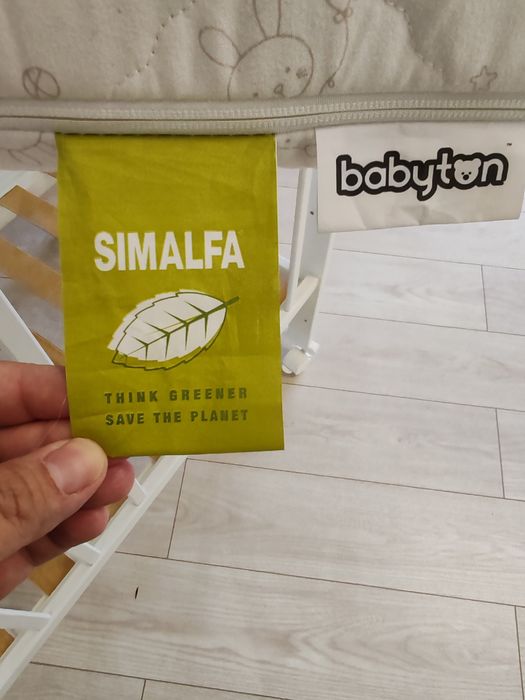 SIMALFA
THINK GREENER
SAVE THE PLANET
babyton